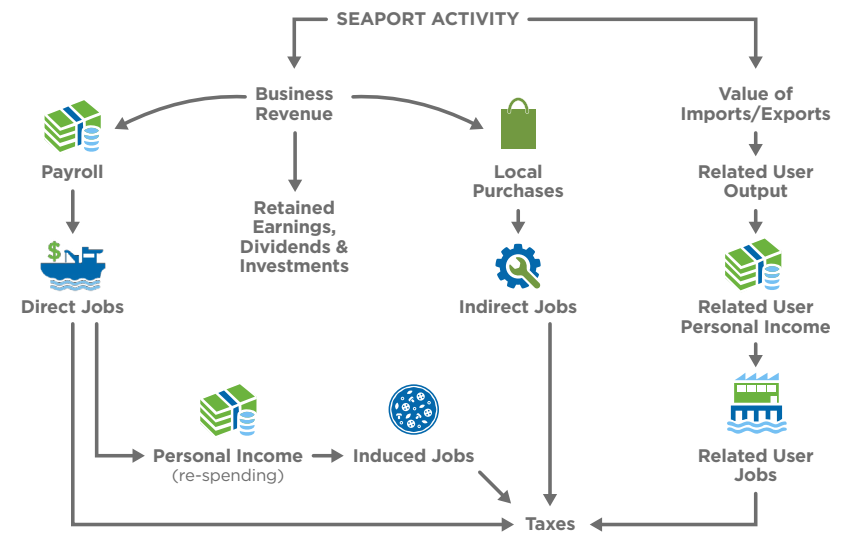 SEAPORT ACTIVITY
Business
Revenue
Value of
Imports/Exports
Payroll
Local
Purchases
Related User
Output
Retained
Earnings,
Dividends &
Investments
$
Direct Jobs
Indirect Jobs
Related User
Personal Income
Personal Income
(re-spending)
Induced Jobs
Related User
Jobs
Taxes